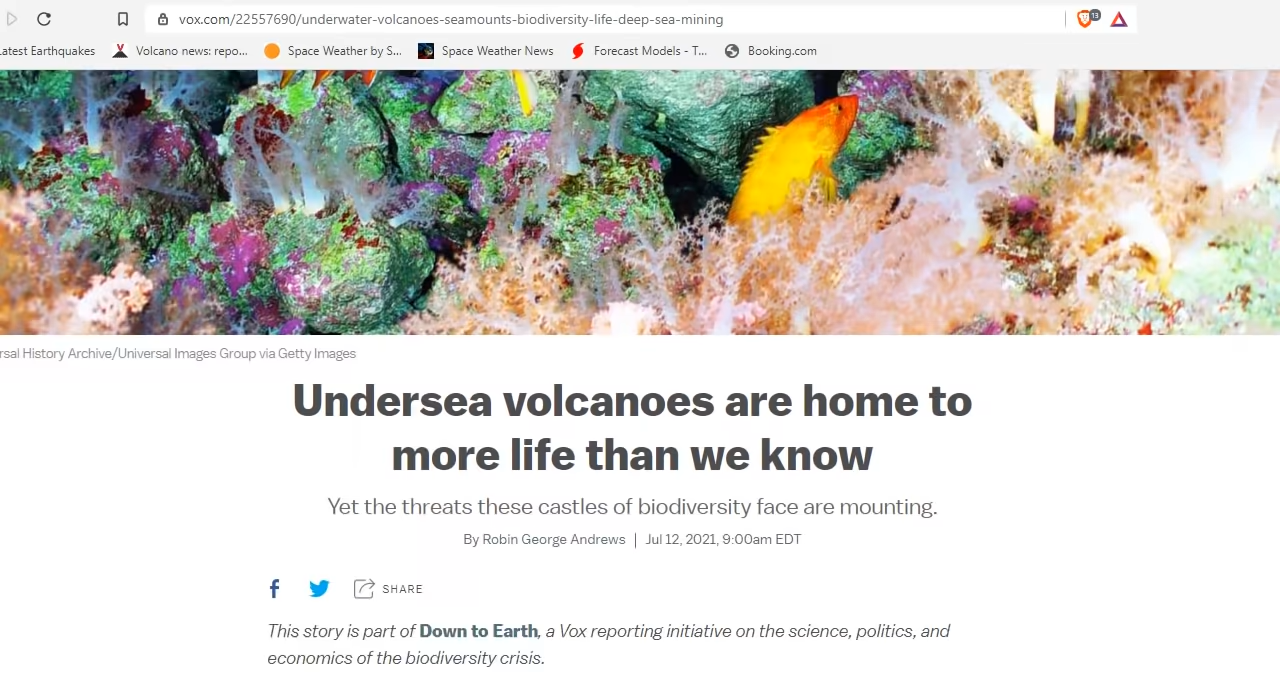 vox.com/22557690/underwater-volcanoes-seamounts-biodiversity-life-deep-sea-mining
13
atest Earthquakes Volcano news: repo... Space Weather by S... Space Weather News Forecast Models - T... Booking.com
rsal History Archive/Universal Images Group via Getty Images
Undersea volcanoes are home to
more life than we know
Yet the threats these castles of biodiversity face are mounting.
By Robin George Andrews | Jul 12, 2021, 9:00am EDT
SHARE
This story is part of Down to Earth, a Vox reporting initiative on the science, politics, and
economics of the biodiversity crisis.